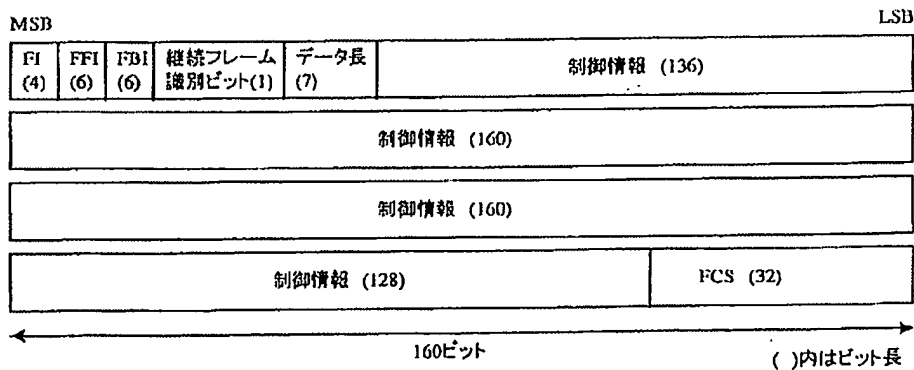 MSB LSB
FI (4) FFI (6) FBI (6) 継続フレーム識別ビット(1) データ長 (7) 制御情報 (136)
制御情報 (160)
制御情報 (160)
制御情報 (128) FCS (32)
160ビット
( )内はビット長